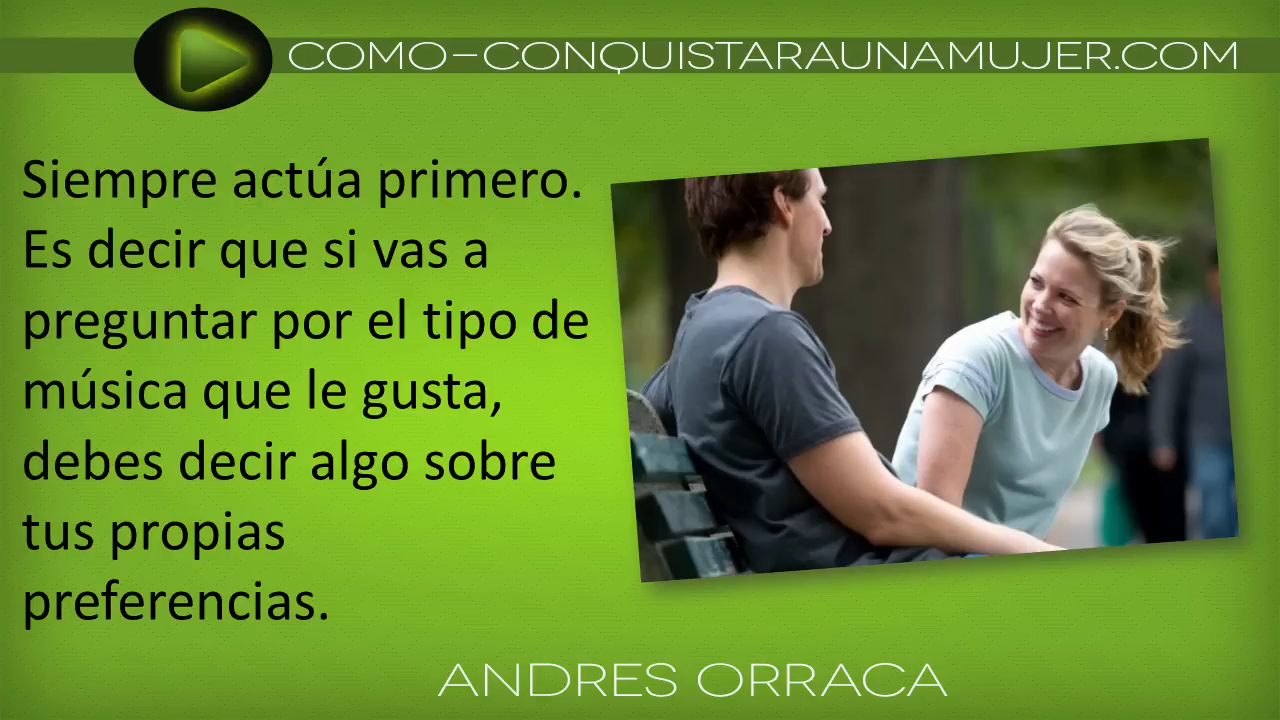 COMO-CONQUISTARAUNAMUJER.COM
Siempre actúa primero.
Es decir que si vas a
preguntar por el tipo de
música que le gusta,
debes decir algo sobre
tus propias
preferencias.
ANDRES ORRACA